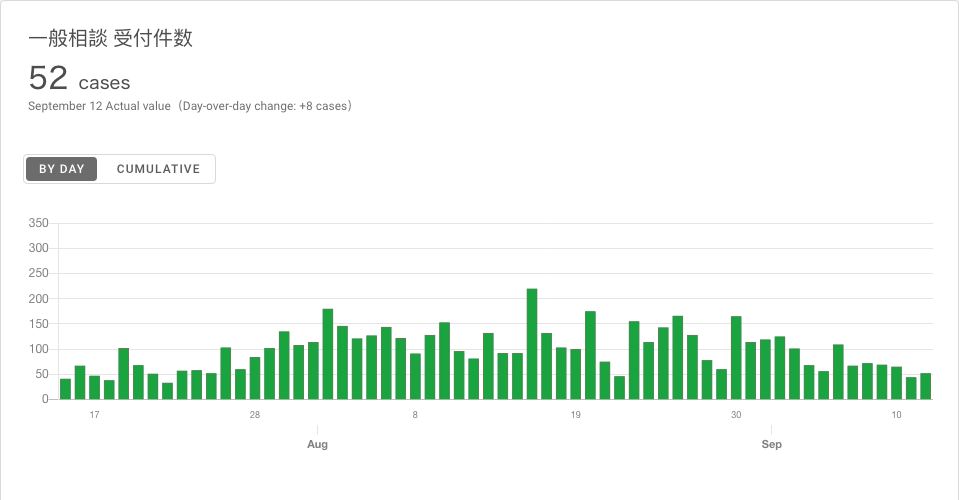 一般相談 受付件数
52 cases
September 12 Actual value（Day-over-day change: +8 cases）
BY DAY CUMULATIVE
350
300
250
200
150
100
50
0
17 28 8 19 30 10
Aug Sep